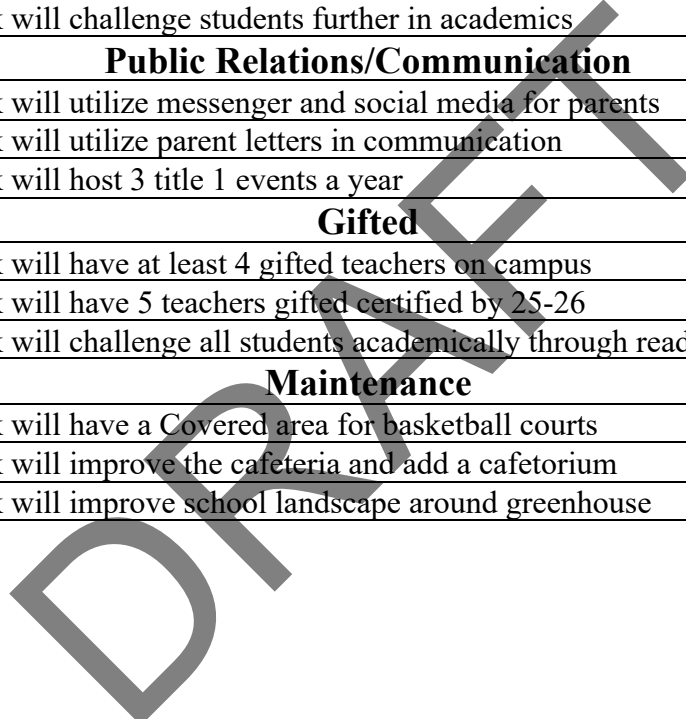 will challenge students further in academics
Public Relations/Communication
will utilize messenger and social media for parents
will utilize parent letters in communication
will host 3 title 1 events a year
Gifted
will have at least 4 gifted teachers on campus
will have 5 teachers gifted certified by 25-26
will challenge all students academically through
Maintenance
will have a Covered area for basketball courts
will improve the cafeteria and add a cafetorium
will improve school landscape around greenhouse
DRAFT